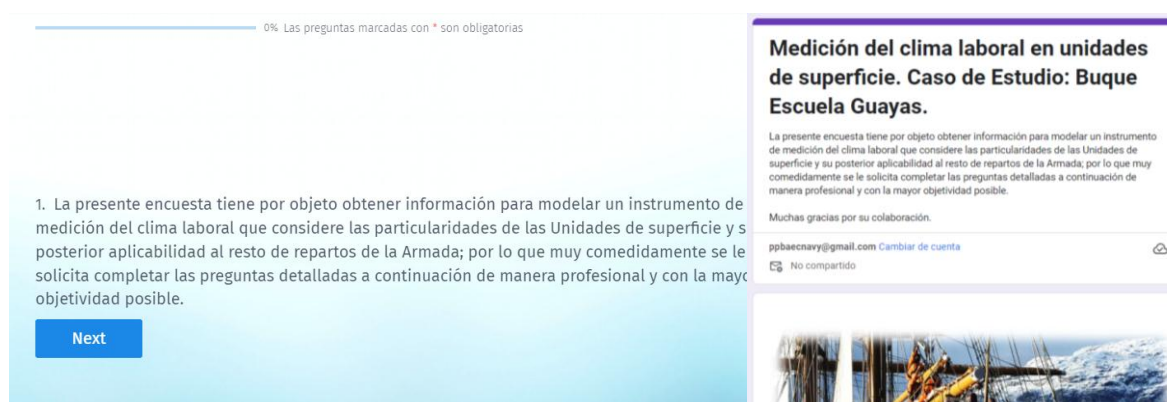 0% Las preguntas marcadas con * son obligatorias
1. La presente encuesta tiene por objeto obtener información para modelar un instrumento de
medición del clima laboral que considere las particularidades de las Unidades de superficie y s
posterior aplicabilidad al resto de repartos de la Armada; por lo que muy comedidamente se le
solicita completar las preguntas detalladas a continuación de manera profesional y con la mayo
objetividad posible.
Next
Medición del clima laboral en unidades
de superficie. Caso de Estudio: Buque
Escuela Guayas.
La presente encuesta tiene por objeto obtener información para modelar un instrumento
de medición del clima laboral que considere las particularidades de las Unidades de
superficie y su posterior aplicabilidad al resto de repartos de la Armada; por lo que muy
comedidamente se le solicita completar las preguntas detalladas a continuación de
manera profesional y con la mayor objetividad posible.
Muchas gracias por su colaboración.
ppbaecnavy@gmail.com Cambiar de cuenta
No compartido